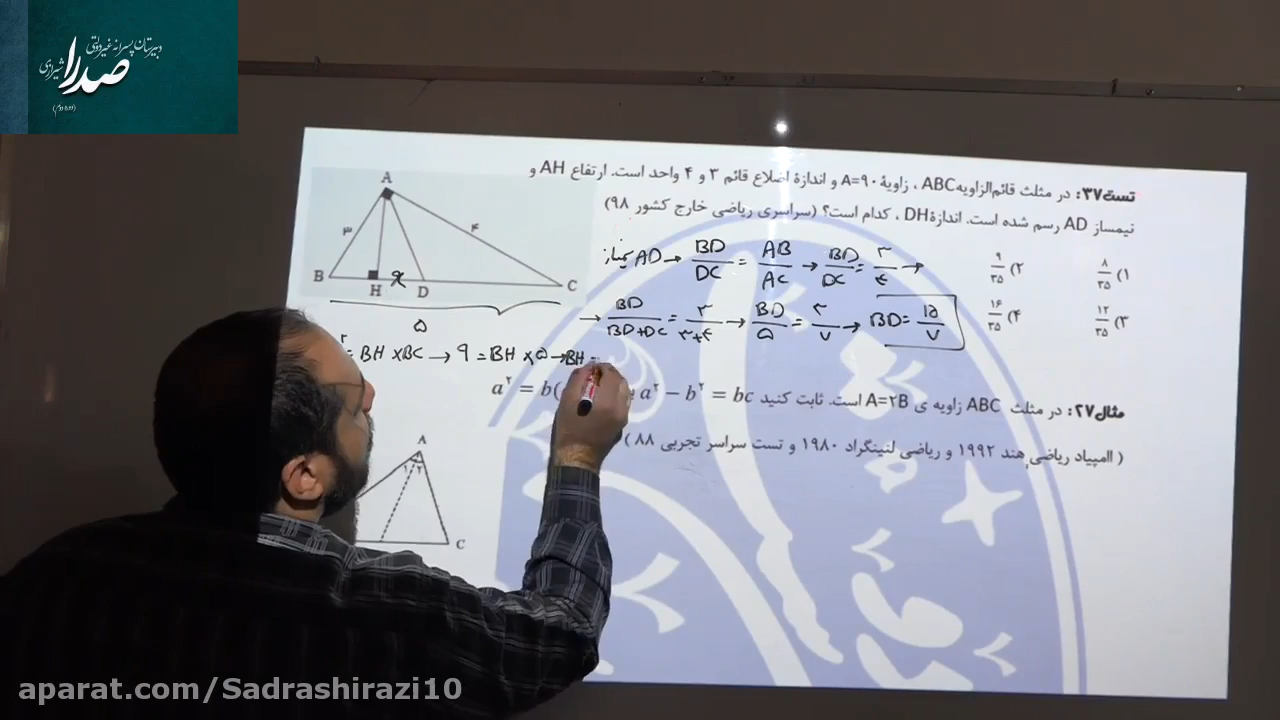 دبیرستان پسرانه غیردولتی
صدرا شیرازی
(دوره دوم)
تست۳۷: در مثلث قائم‌الزاویه ABC ، زاویهٔ A=۹۰ و اندازهٔ اضلاع قائم ۳ و ۴ واحد است. ارتفاع AH و
نیمساز AD رسم شده است. اندازهٔ DH ، کدام است؟ (سراسری ریاضی خارج کشور ۹۸)
۱) ۸/۳۵
۲) ۹/۳۵
۳) ۱۲/۳۵
۴) ۱۶/۳۵
A
۳
۴
B
H
x
D
C
۵
AD → BD/DC = AB/AC → BD/DC = ۳/۴ →
→ BD/BD+DC = ۳/۳+۴ → BD/۵ = ۳/۷ → BD = ۱۵/۷
۲ = BH × BC → ۹ = BH × ۵ → BH =
مثال۲۷: در مثلث ABC زاویه ی A=۲B است. ثابت کنید a² − b² = bc
a² = b(
( المپیاد ریاضی هند ۱۹۹۲ و ریاضی لنینگراد ۱۹۸۰ و تست سراسر تجربی ۸۸ )
A
۱
۲
C
aparat.com/Sadrashirazi10